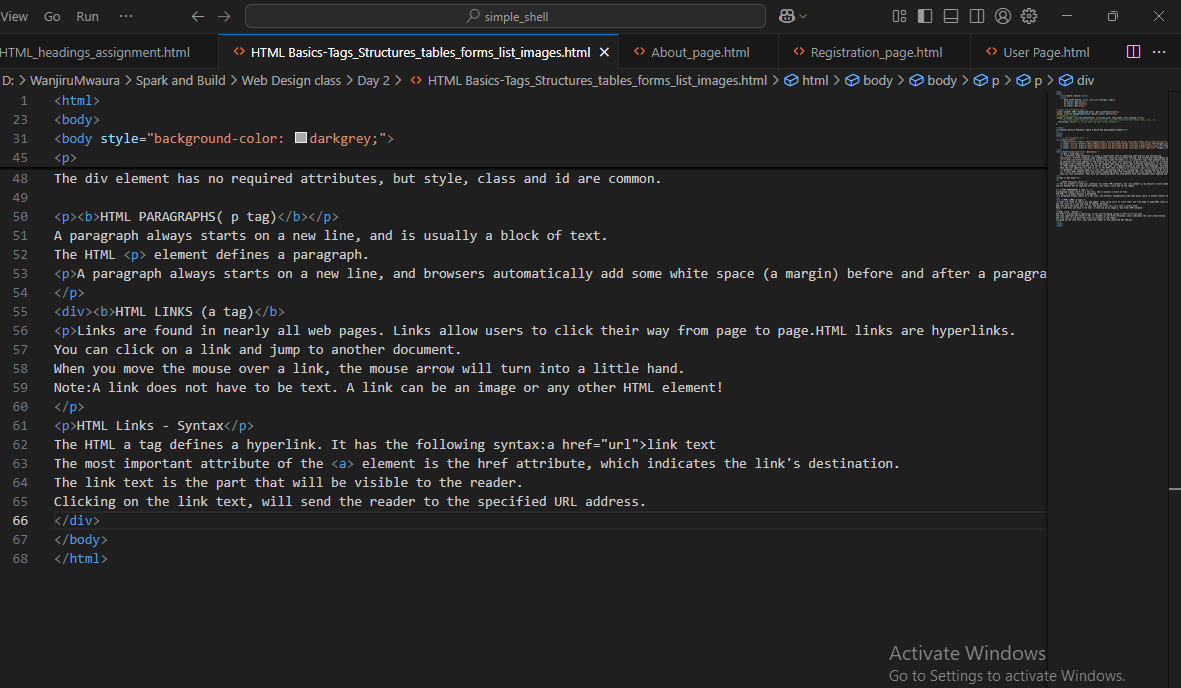 View Go Run ··· simple_shell
HTML_headings_assignment.html HTML Basics-Tags_Structures_tables_forms_list_images.html About_page.html Registration_page.html User Page.html
D: > WanjiruMwaura > Spark and Build > Web Design class > Day 2 > HTML Basics-Tags_Structures_tables_forms_list_images.html > html > body > body > p > p > div
1 <html>
23 <body>
31 <body style="background-color: darkgrey;">
45 <p>
48 The div element has no required attributes, but style, class and id are common.
49
50 <p><b>HTML PARAGRAPHS( p tag)</b></p>
51 A paragraph always starts on a new line, and is usually a block of text.
52 The HTML <p> element defines a paragraph.
53 <p>A paragraph always starts on a new line, and browsers automatically add some white space (a margin) before and after a paragra
54 </p>
55 <div><b>HTML LINKS (a tag)</b>
56 <p>Links are found in nearly all web pages. Links allow users to click their way from page to page.HTML links are hyperlinks.
57 You can click on a link and jump to another document.
58 When you move the mouse over a link, the mouse arrow will turn into a little hand.
59 Note:A link does not have to be text. A link can be an image or any other HTML element!
60 </p>
61 <p>HTML Links - Syntax</p>
62 The HTML a tag defines a hyperlink. It has the following syntax:a href="url">link text
63 The most important attribute of the <a> element is the href attribute, which indicates the link's destination.
64 The link text is the part that will be visible to the reader.
65 Clicking on the link text, will send the reader to the specified URL address.
66 </div>
67 </body>
68 </html>
Activate Windows
Go to Settings to activate Windows.